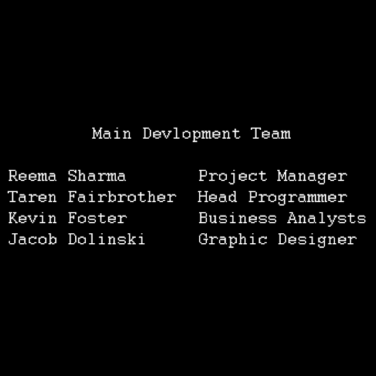 Main Devlopment Team
Reema Sharma Project Manager
Taren Fairbrother Head Programmer
Kevin Foster Business Analysts
Jacob Dolinski Graphic Designer